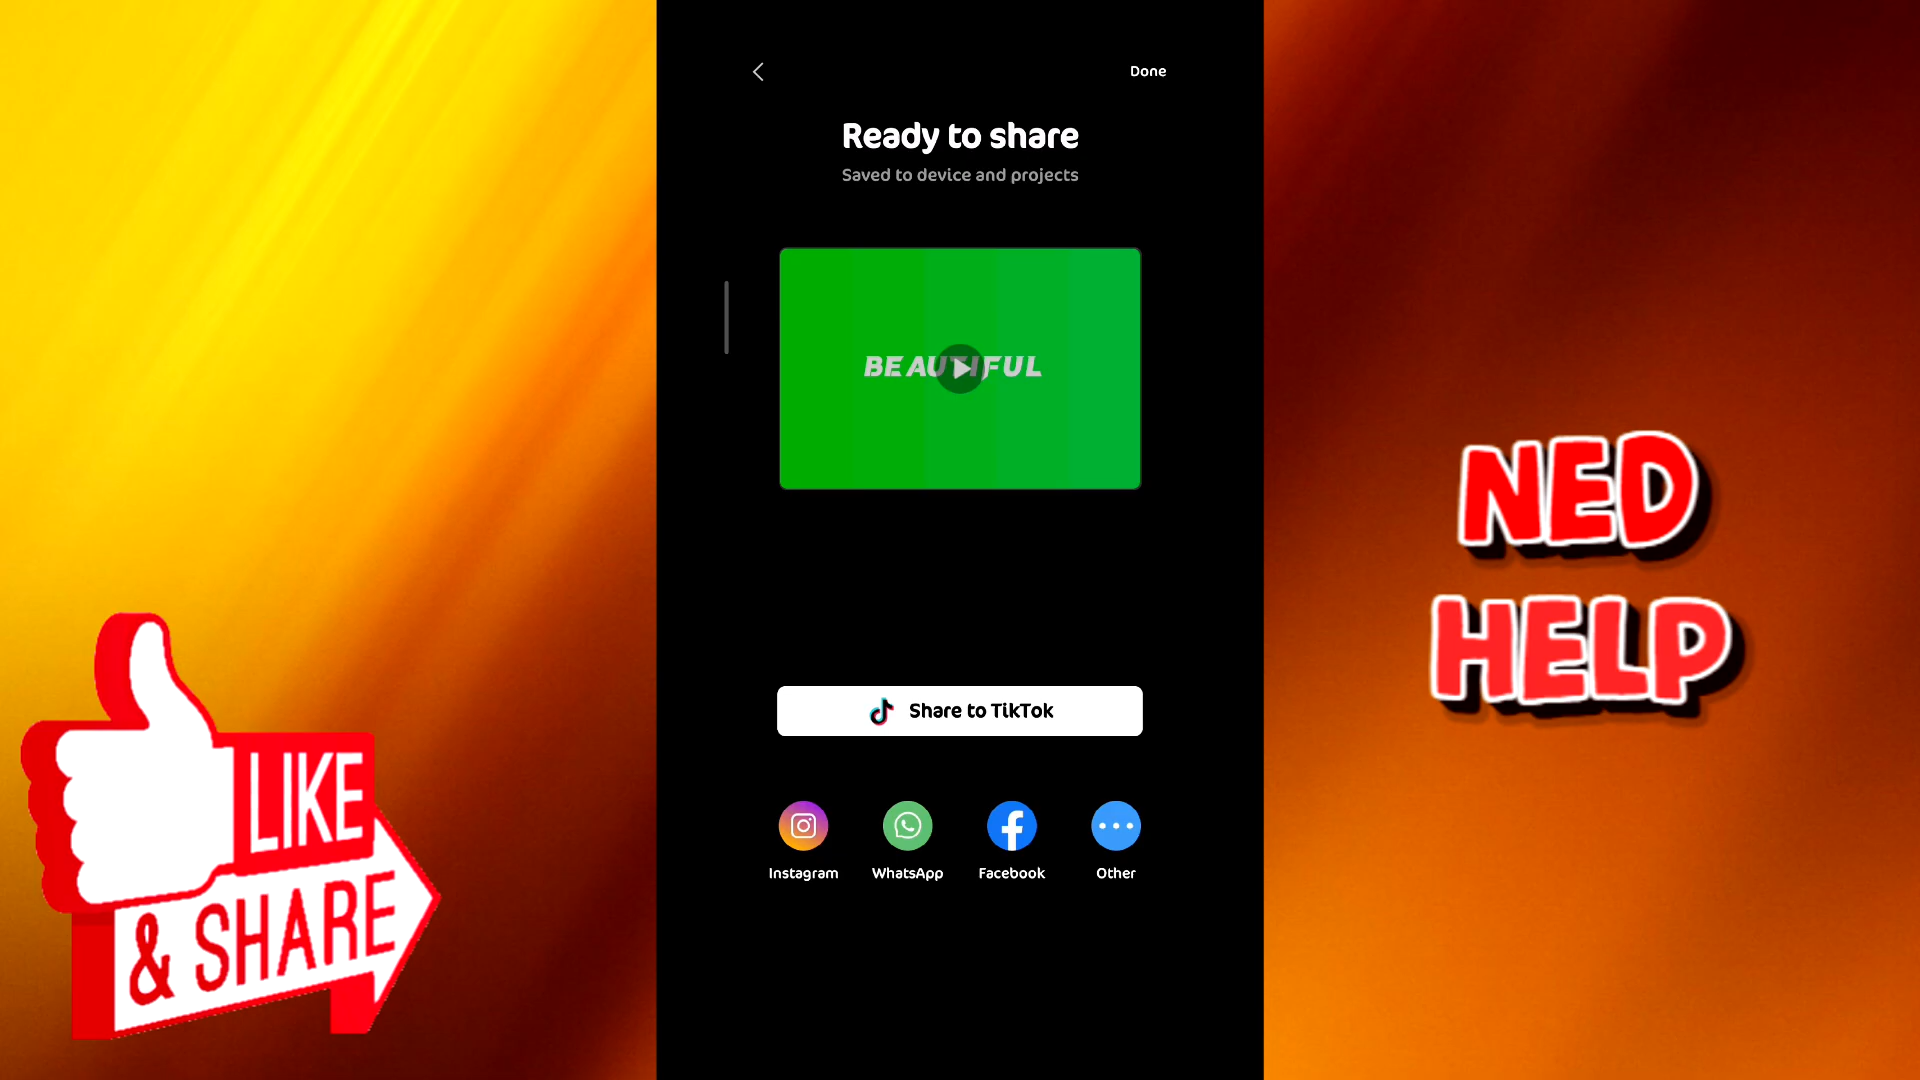 Done
Ready to share
Saved to device and projects
BEAUTIFUL
Share to TikTok
Instagram
WhatsApp
Facebook
Other
LIKE
& SHARE
NED
HELP